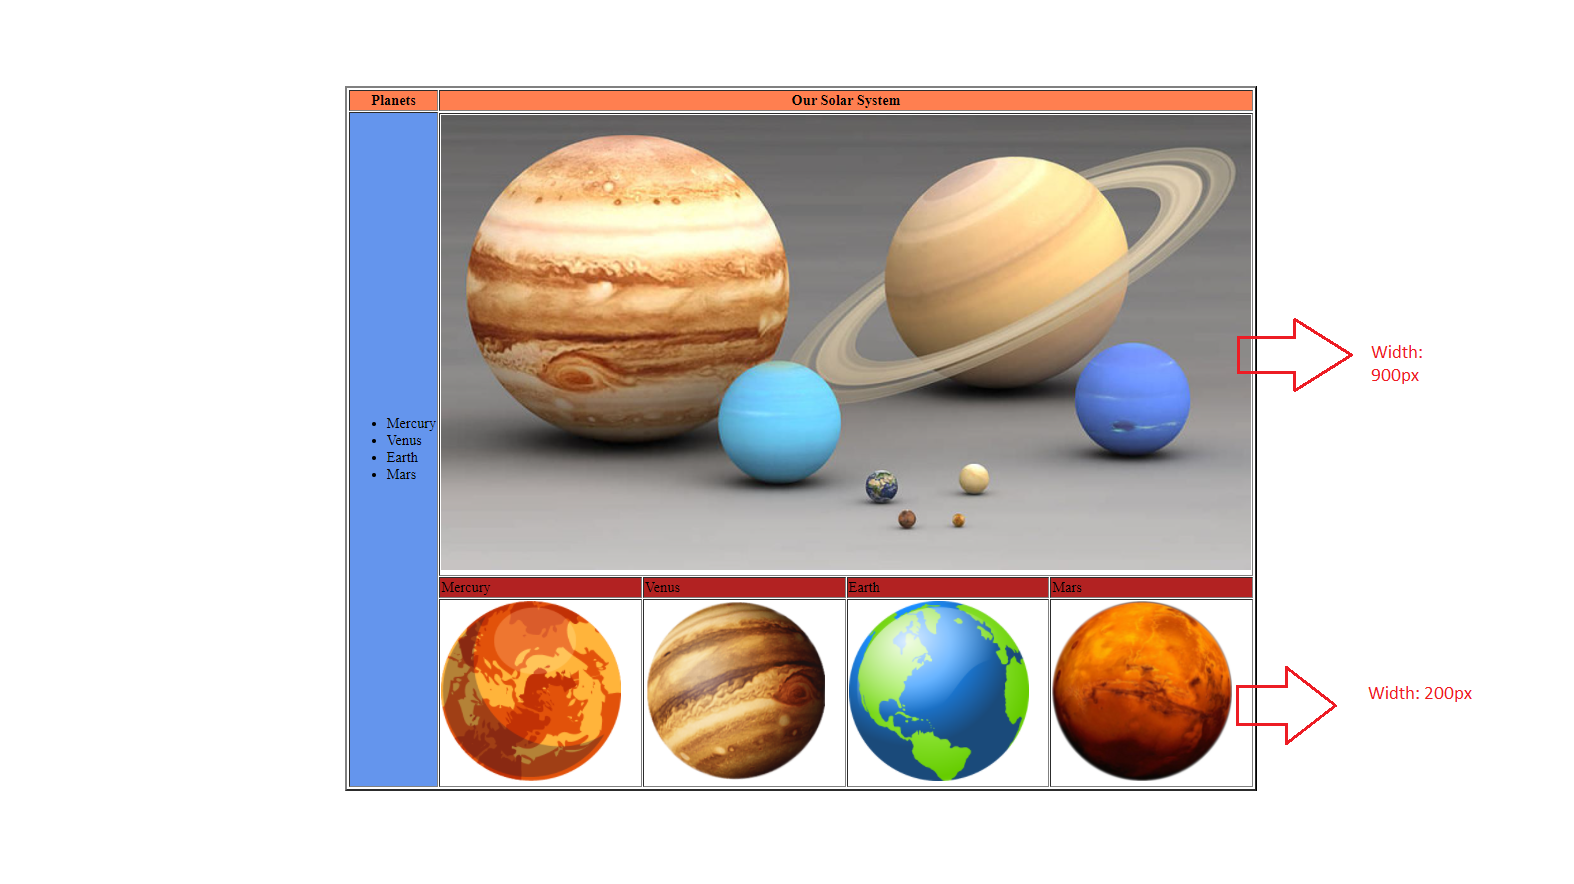 Planets
Our Solar System
Mercury
Venus
Earth
Mars
Width:
900px
Mercury
Venus
Earth
Mars
Width: 200px